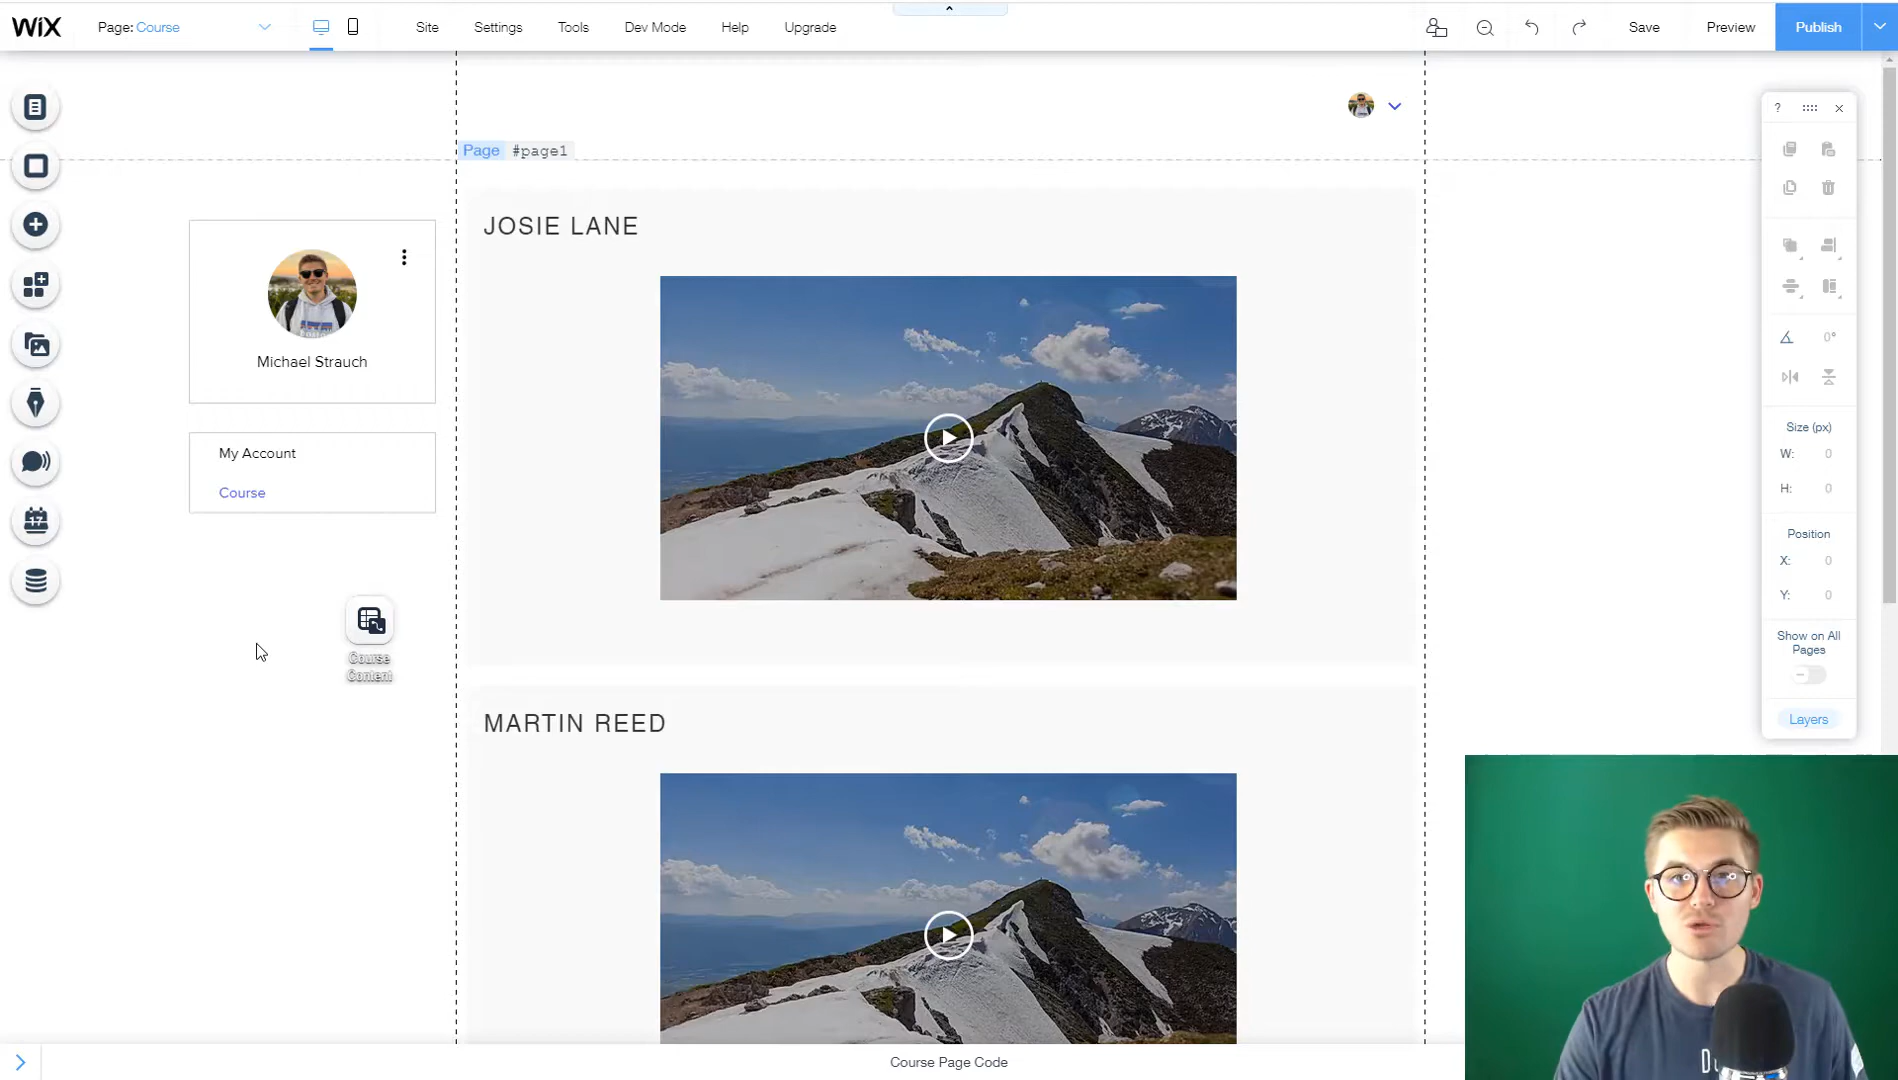 WiX
Page: Course
Site
Settings
Tools
Dev Mode
Help
Upgrade
Save
Preview
Publish
Page #page1
?
JOSIE LANE
Michael Strauch
My Account
Course
Course
Content
MARTIN REED
17
0°
Size (px)
W: 0
H: 0
Position
X: 0
Y: 0
Show on All
Pages
Layers
Course Page Code